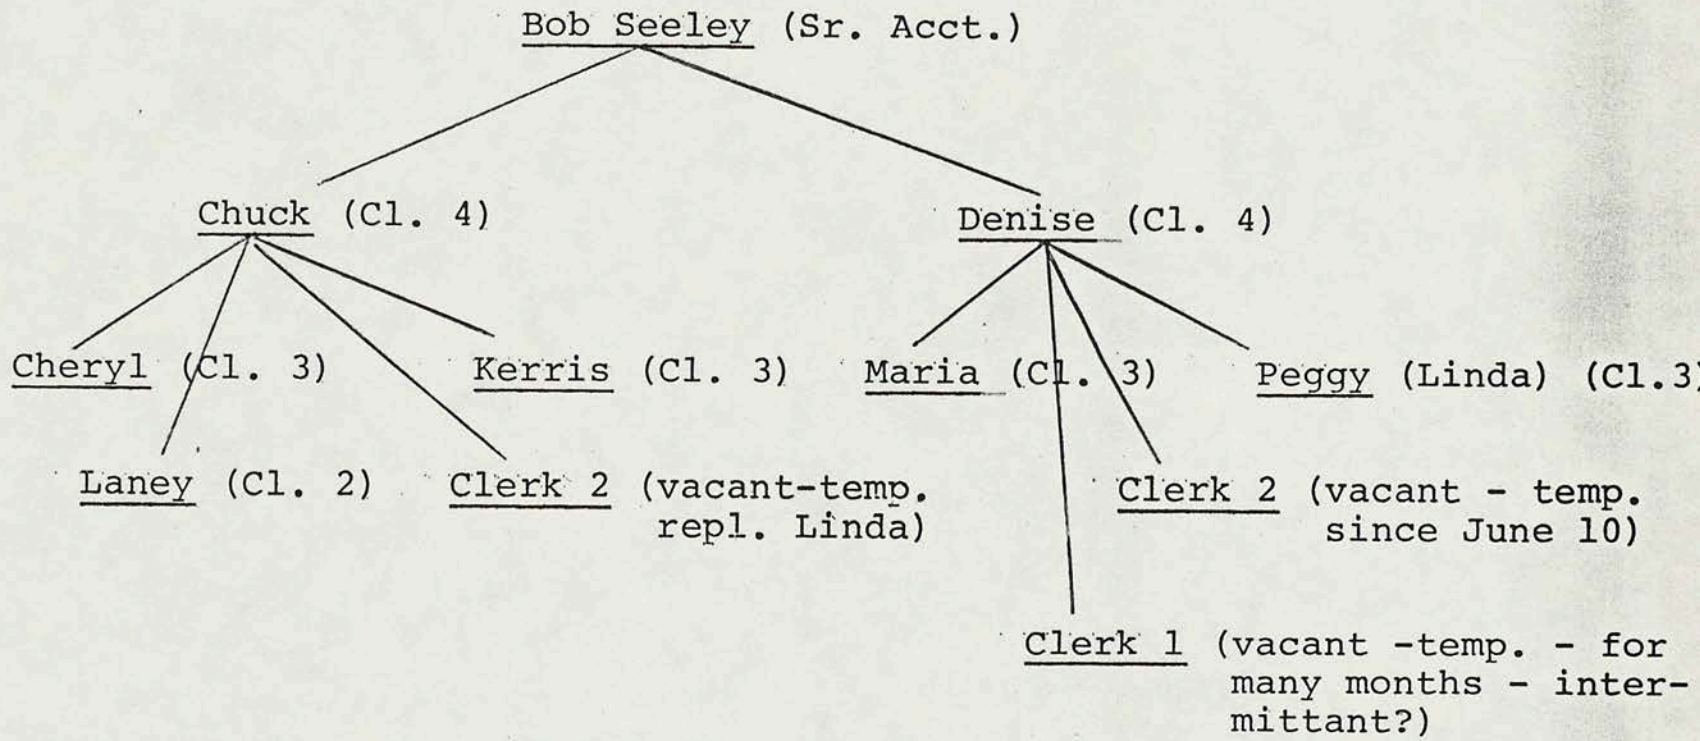 Bob Seeley (Sr. Acct.)
Chuck (Cl. 4)
Denise (Cl. 4)
Cheryl (Cl. 3)
Kerris (Cl. 3)
Maria (Cl. 3)
Peggy (Linda) (Cl.3)
Laney (Cl. 2)
Clerk 2 (vacant-temp.
repl. Linda)
Clerk 2 (vacant - temp.
since June 10)
Clerk 1 (vacant -temp. - for
many months - inter-
mittant?)